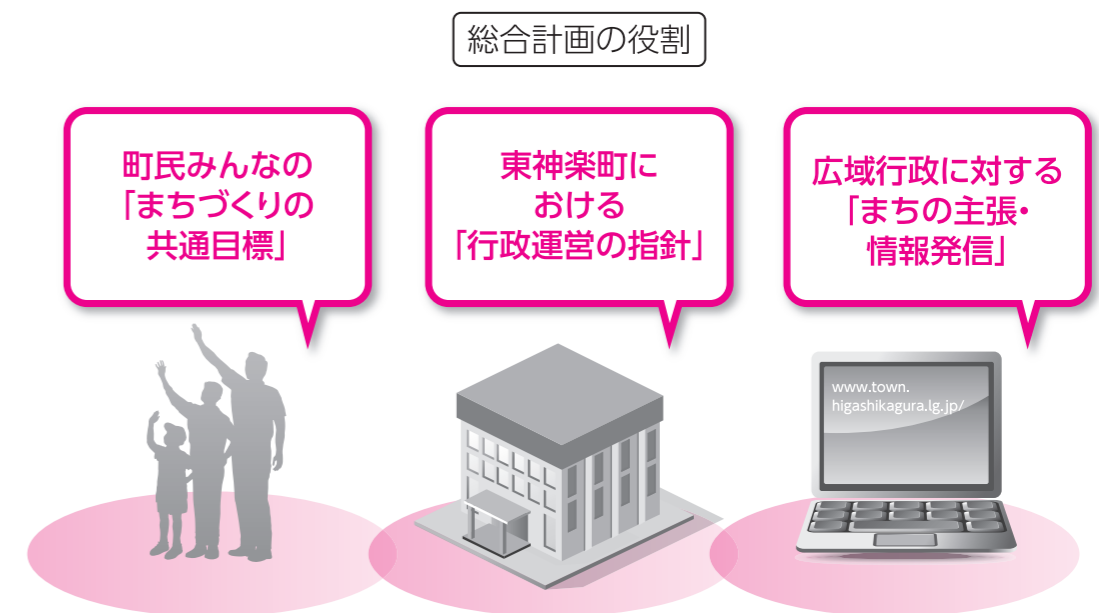 総合計画の役割
町民みんなの
「まちづくりの
共通目標」
東神楽町に
おける
「行政運営の指針」
広域行政に対する
「まちの主張・
情報発信」
www.town.
higashikagura.lg.jp/